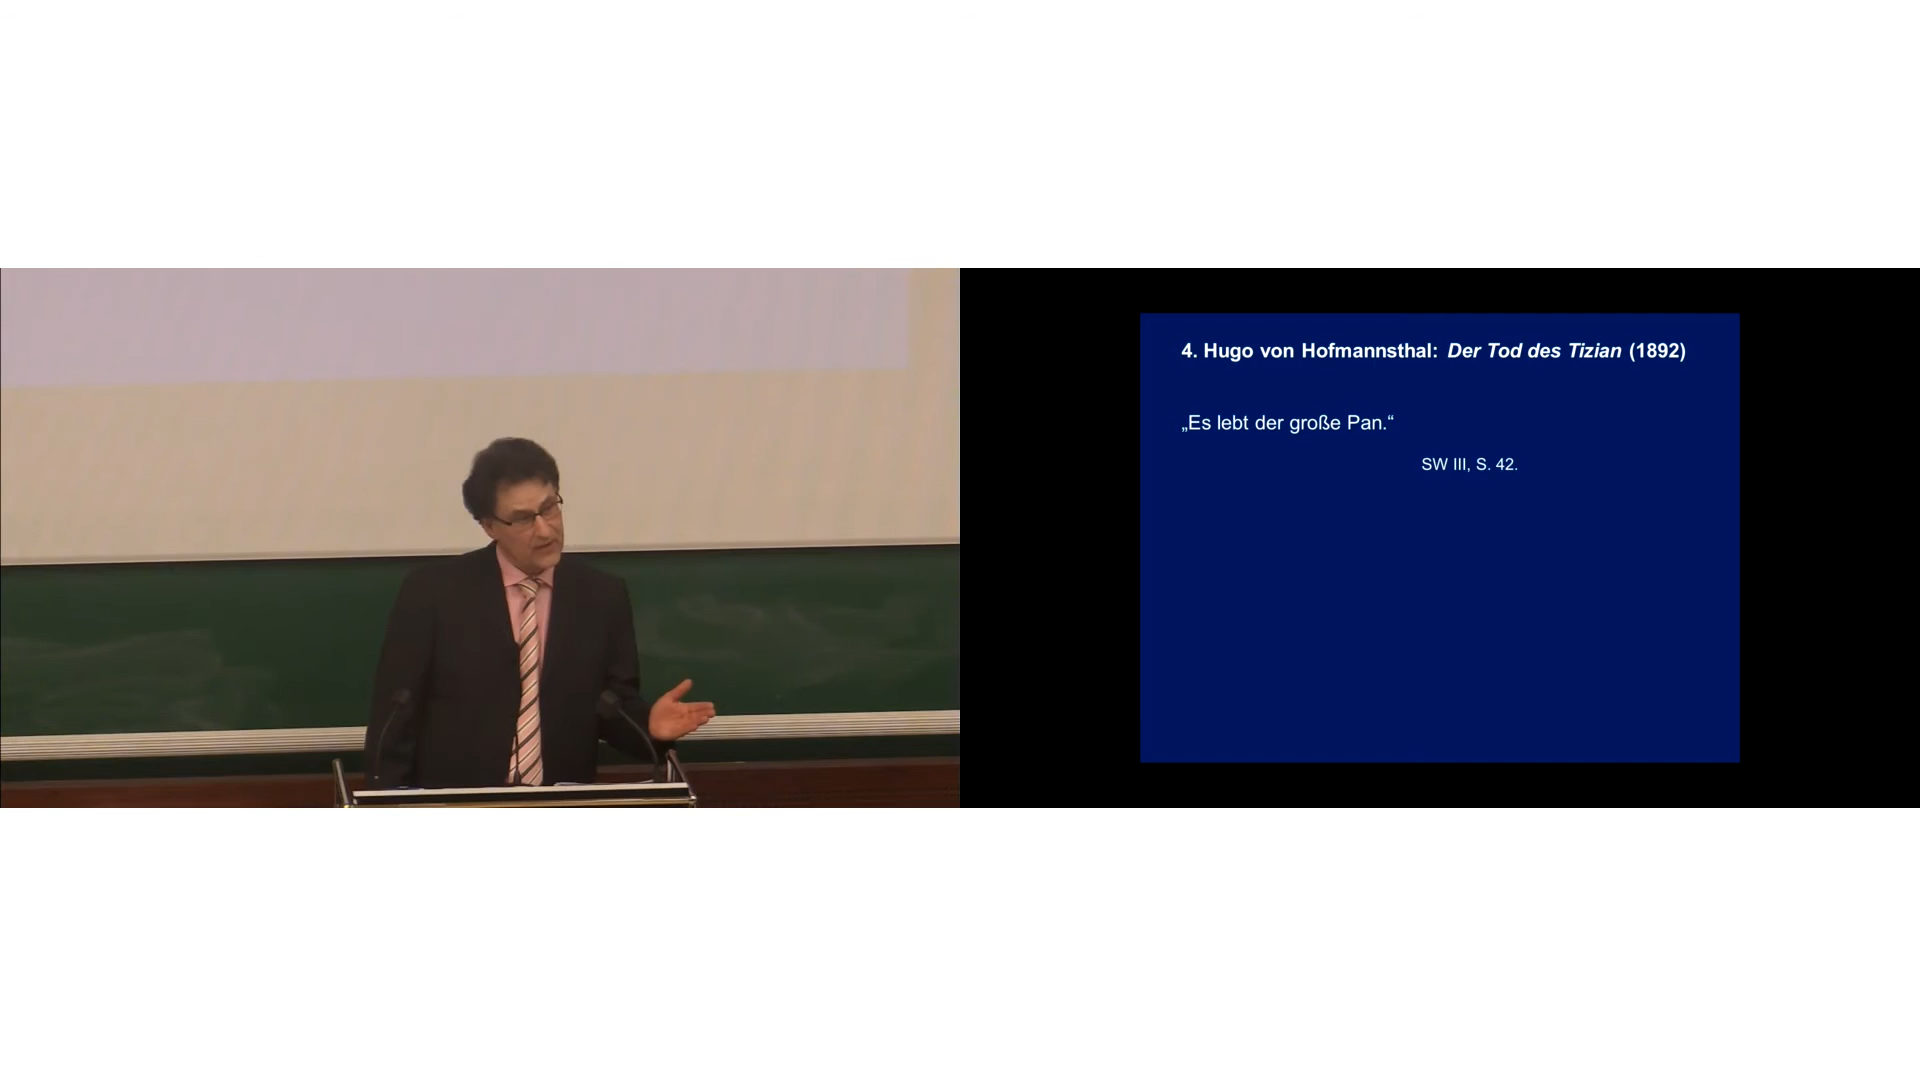 4. Hugo von Hofmannsthal: Der Tod des Tizian (1892)
„Es lebt der große Pan.“
SW III, S. 42.